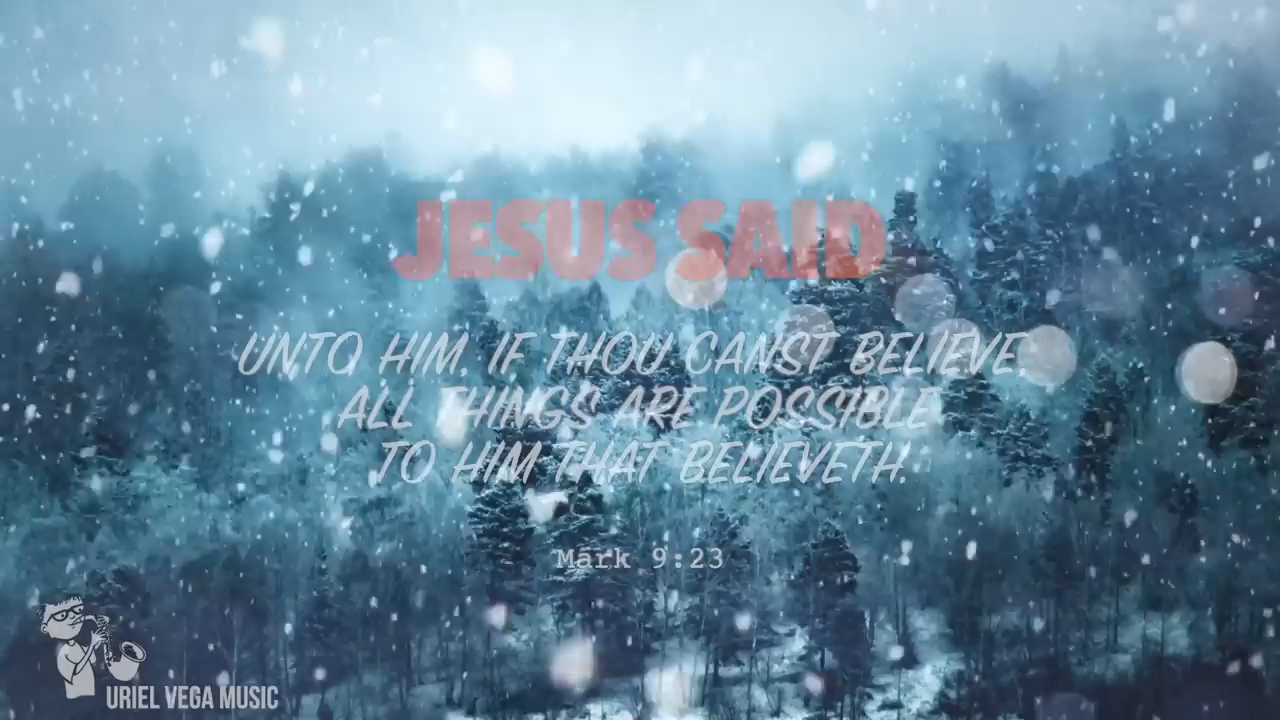 JESUS SAID
UNTO HIM, IF THOU CANST BELIEVE,
ALL THINGS ARE POSSIBLE
TO HIM THAT BELIEVETH.
Mark 9:23
URIEL VEGA MUSIC